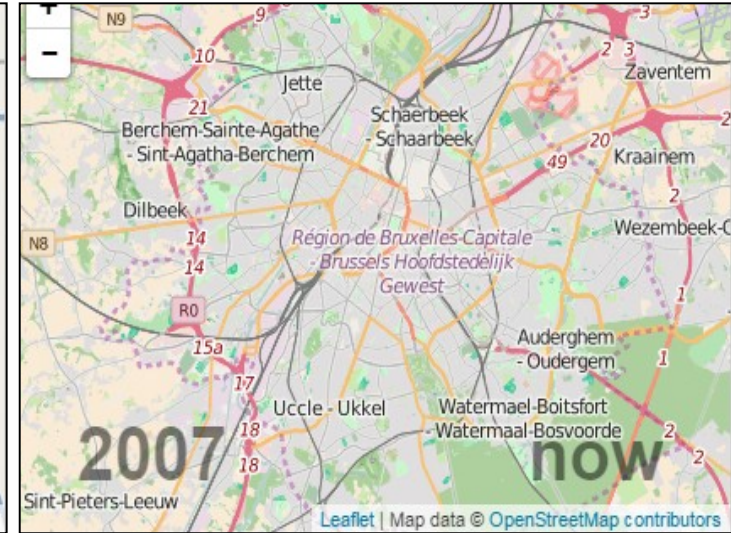 +
N9
9
3
10
2
3
-
Jette
Zaventem
21
Schaerbeek
- Schaarbeek
2
Berchem-Sainte-Agathe
- Sint-Agatha-Berchem
20
49
Kraainem
2
Dilbeek
Wezembeek-O
N8
14
Région de Bruxelles-Capitale
- Brussels Hoofdstedelijk
Gewest
14
1
R0
15a
Auderghem
- Oudergem
1
17
Uccle - Ukkel
Watermael-Boitsfort
- Watermaal-Bosvoorde
18
2
2007
now
18
2
Sint-Pieters-Leeuw
Leaflet | Map data © OpenStreetMap contributors